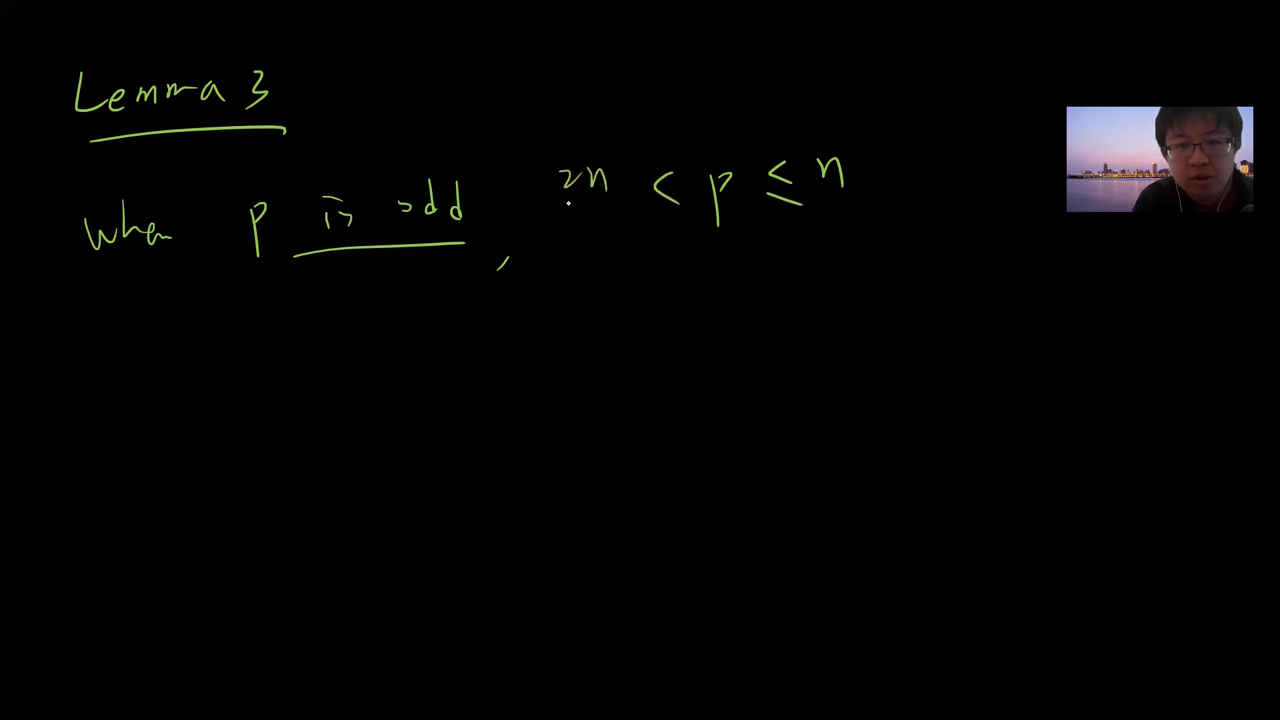 Lemma 3
When p is odd, 2n < p ≤ n